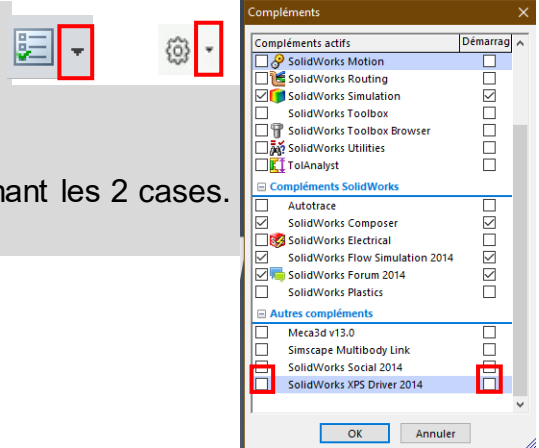 Compléments
Compléments actifs Démarrag
SolidWorks Motion
SolidWorks Routing
SolidWorks Simulation
SolidWorks Toolbox
SolidWorks Toolbox Browser
SolidWorks Utilities
TolAnalyst
Compléments SolidWorks
Autotrace
SolidWorks Composer
SolidWorks Electrical
SolidWorks Flow Simulation 2014
SolidWorks Forum 2014
SolidWorks Plastics
Autres compléments
Meca3d v13.0
Simscape Multibody Link
SolidWorks Social 2014
SolidWorks XPS Driver 2014
OK Annuler
nant les 2 cases.